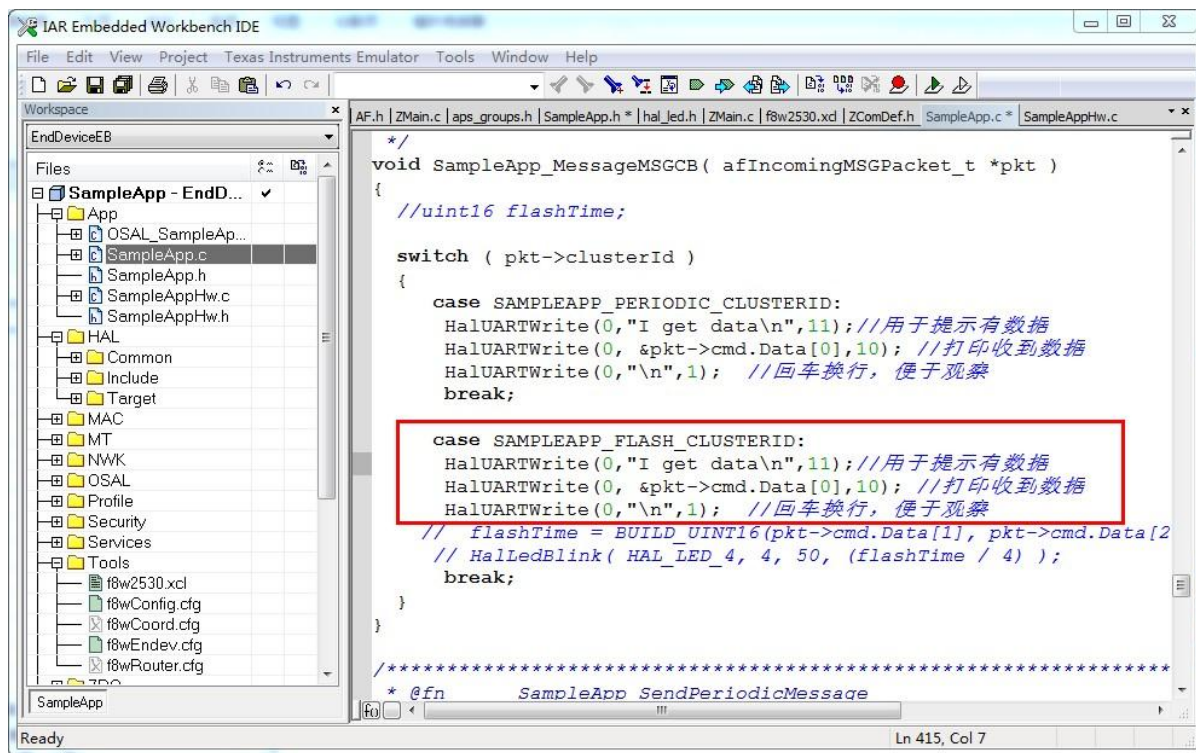 IAR Embedded Workbench IDE
File Edit View Project Texas Instruments Emulator Tools Window Help
Workspace
EndDeviceEB
Files
SampleApp - EndD...
App
OSAL_SampleAp...
SampleApp.c
SampleApp.h
SampleAppHw.c
SampleAppHw.h
HAL
Common
Include
Target
MAC
MT
NWK
OSAL
Profile
Security
Services
Tools
f8w2530.xcl
f8wConfig.cfg
f8wCoord.cfg
f8wEndev.cfg
f8wRouter.cfg
ZDO
SampleApp
AF.h | ZMain.c | aps_groups.h | SampleApp.h * | hal_led.h | ZMain.c | f8w2530.xcl | ZComDef.h SampleApp.c * SampleAppHw.c
*/
void SampleApp_MessageMSGCB( afIncomingMSGPacket_t *pkt )
{
//uint16 flashTime;
switch ( pkt->clusterId )
{
case SAMPLEAPP_PERIODIC_CLUSTERID:
HalUARTWrite(0,"I get data\n",11);//用于提示有数据
HalUARTWrite(0, &pkt->cmd.Data[0],10); //打印收到数据
HalUARTWrite(0,"\n",1); //回车换行，便于观察
break;
case SAMPLEAPP_FLASH_CLUSTERID:
HalUARTWrite(0,"I get data\n",11);//用于提示有数据
HalUARTWrite(0, &pkt->cmd.Data[0],10); //打印收到数据
HalUARTWrite(0,"\n",1); //回车换行，便于观察
// flashTime = BUILD_UINT16(pkt->cmd.Data[1], pkt->cmd.Data[2
// HalLedBlink( HAL_LED_4, 4, 50, (flashTime / 4) );
break;
}
}
/****************************************************************
* @fn SampleApp_SendPeriodicMessage
Ready
Ln 415, Col 7